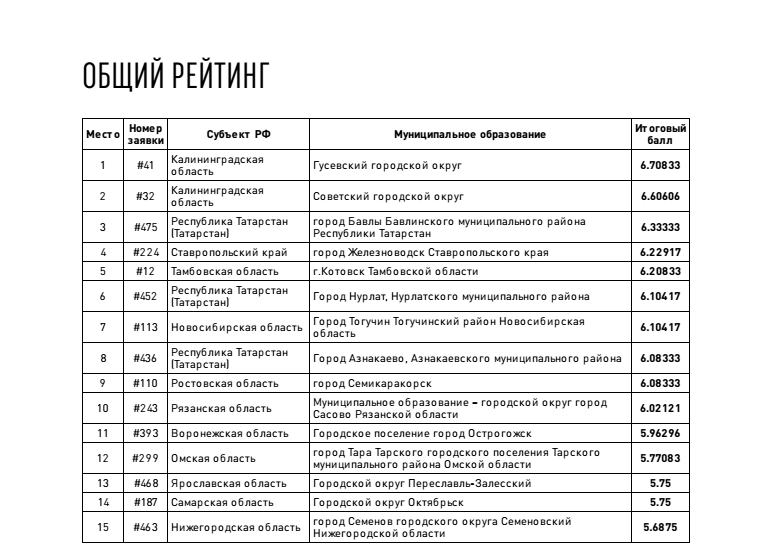 ОБЩИЙ РЕЙТИНГ
Место Номер заявки Субъект РФ Муниципальное образование Итоговый балл
1 #41 Калининградская область Гусевский городской округ 6.70833
2 #32 Калининградская область Советский городской округ 6.60606
3 #475 Республика Татарстан (Татарстан) город Бавлы Бавлинского муниципального района Республики Татарстан 6.33333
4 #224 Ставропольский край город Железноводск Ставропольского края 6.22917
5 #12 Тамбовская область г.Котовск Тамбовской области 6.20833
6 #452 Республика Татарстан (Татарстан) Город Нурлат, Нурлатского муниципального района 6.10417
7 #113 Новосибирская область Город Тогучин Тогучинский район Новосибирская область 6.10417
8 #436 Республика Татарстан (Татарстан) Город Азнакаево, Азнакаевского муниципального района 6.08333
9 #110 Ростовская область город Семикаракорск 6.08333
10 #243 Рязанская область Муниципальное образование – городской округ город Сасово Рязанской области 6.02121
11 #393 Воронежская область Городское поселение город Острогожск 5.96296
12 #299 Омская область город Тара Тарского городского поселения Тарского муниципального района Омской области 5.77083
13 #468 Ярославская область Городской округ Переславль-Залесский 5.75
14 #187 Самарская область Городской округ Октябрьск 5.75
15 #463 Нижегородская область город Семенов городского округа Семеновский Нижегородской области 5.6875